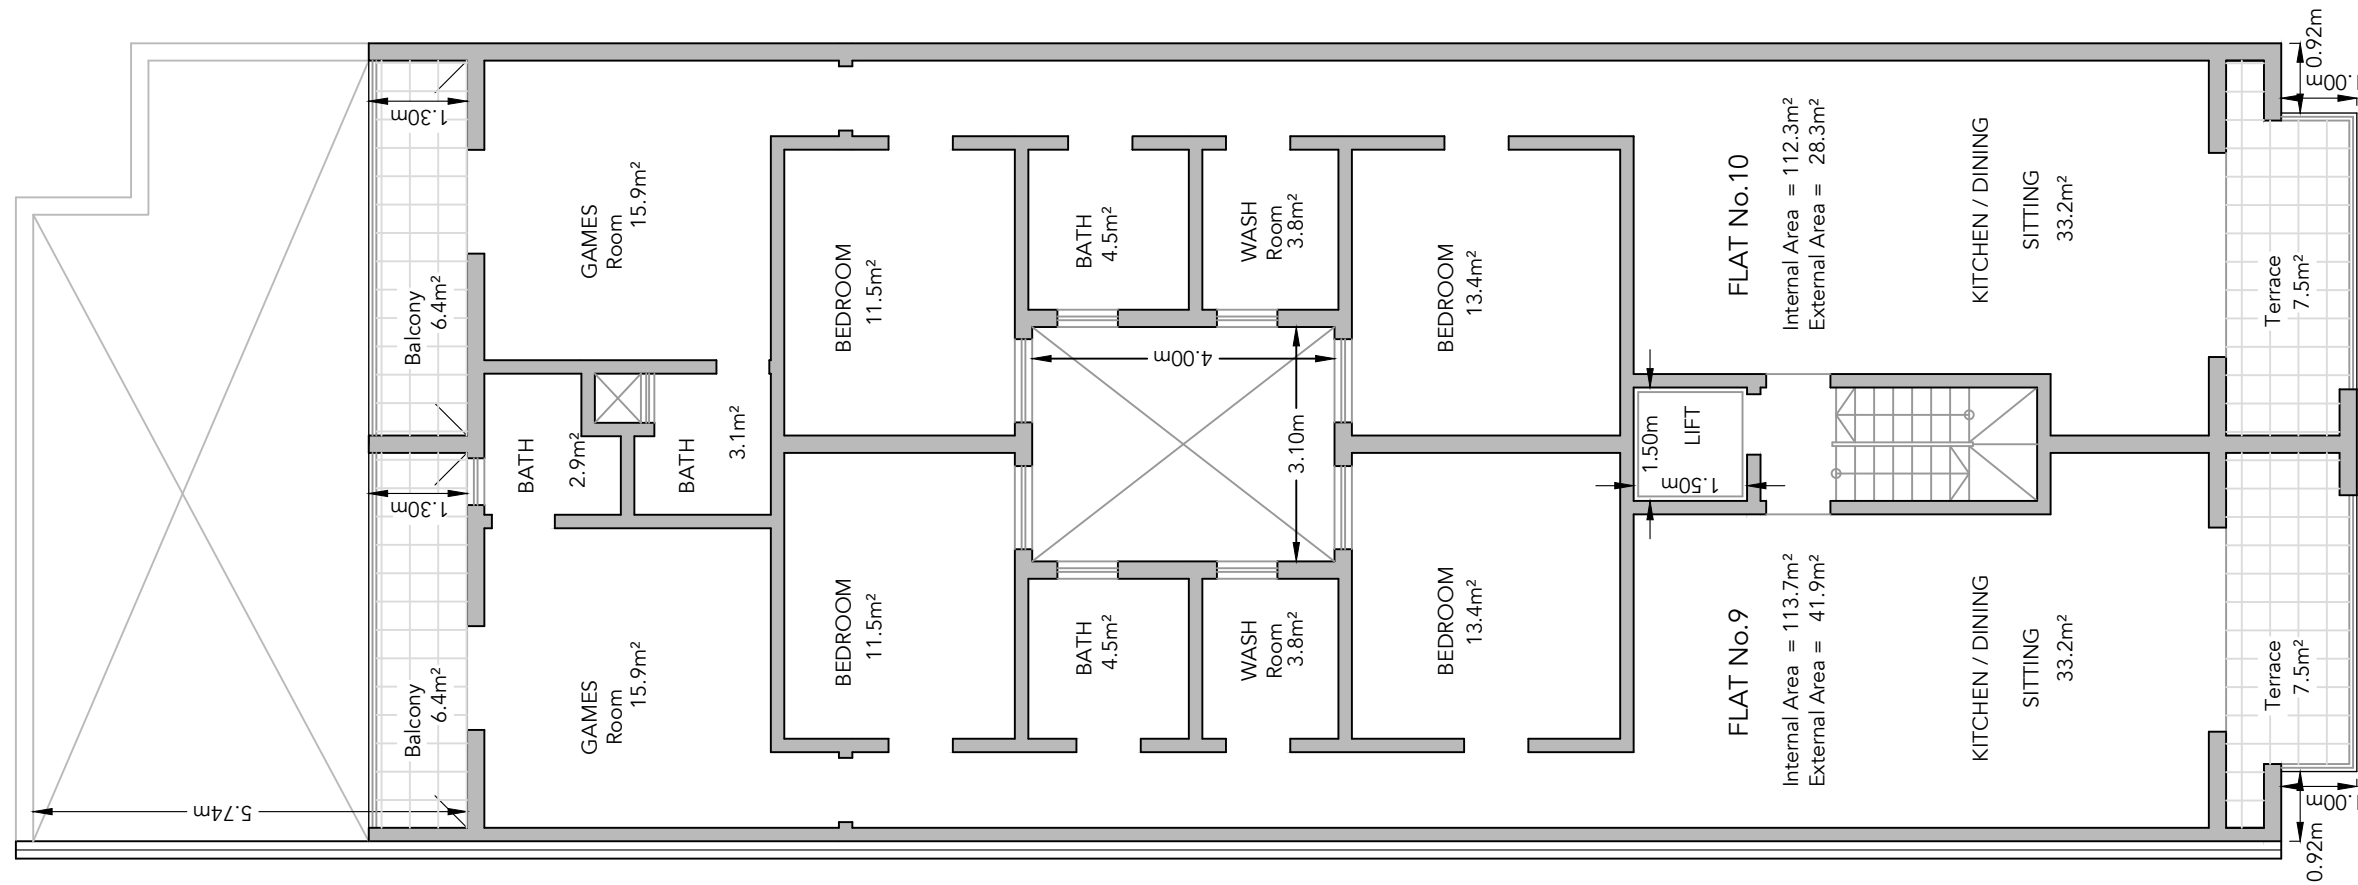 1.30m
Balcony
6.4m²
GAMES
Room
15.9m²
BEDROOM
11.5m²
BATH
4.5m²
WASH
Room
3.8m²
BEDROOM
13.4m²
FLAT No.10
Internal Area = 112.3m²
External Area = 28.3m²
KITCHEN / DINING
SITTING
33.2m²
Terrace
7.5m²
0.92m
.00m
BATH
2.9m²
BATH
3.1m²
4.00m
3.10m
1.50m
LIFT
1.50m
1.30m
Balcony
6.4m²
5.74m
GAMES
Room
15.9m²
BEDROOM
11.5m²
BATH
4.5m²
WASH
Room
3.8m²
BEDROOM
13.4m²
FLAT No.9
Internal Area = 113.7m²
External Area = 41.9m²
KITCHEN / DINING
SITTING
33.2m²
Terrace
7.5m²
.00m
0.92m